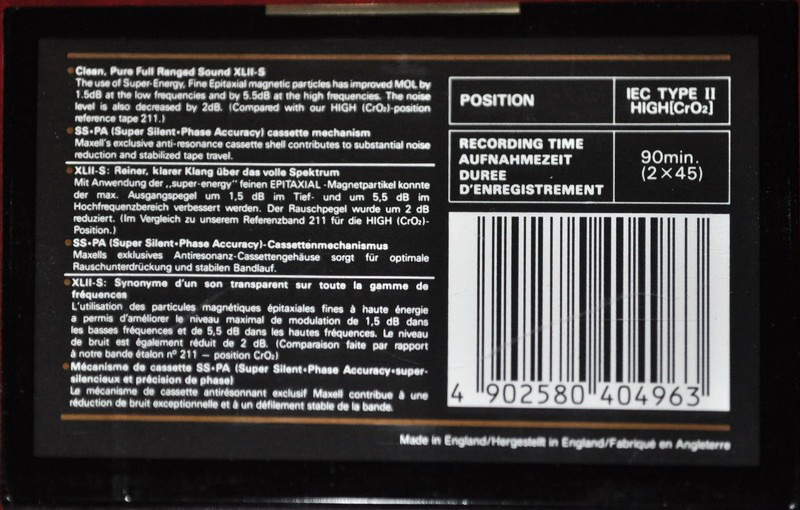 Clean, Pure Full Ranged Sound XLII-S
The use of Super-Energy, Fine Epitaxial magnetic particles has improved MOL by
1.5dB at the low frequencies and by 5.5dB at the high frequencies. The noise
level is also decreased by 2dB. (Compared with our HIGH (CrO₂)-position
reference tape 211.)
SS•PA (Super Silent•Phase Accuracy) cassette mechanism
Maxell's exclusive anti-resonance cassette shell contributes to substantial noise
reduction and stabilized tape travel.
XLII-S: Reiner, klarer Klang über das volle Spektrum
Mit Anwendung der „super-energy" feinen EPITAXIAL -Magnetpartikel konnte
der max. Ausgangspegel um 1,5 dB im Tief- und um 5,5 dB im
Hochfrequenzbereich verbessert werden. Der Rauschpegel wurde um 2 dB
reduziert. (Im Vergleich zu unserem Referenzband 211 für die HIGH (CrO₂)-
Position.)
SS•PA (Super Silent•Phase Accuracy)-Cassettenmechanismus
Maxells exklusives Antiresonanz-Cassettengehäuse sorgt für optimale
Rauschunterdrückung und stabilen Bandlauf.
XLII-S: Synonyme d'un son transparent sur toute la gamme de
fréquences
L'utilisation des particules magnétiques épitaxiales fines à haute énergie
a permis d'améliorer le niveau maximal de modulation de 1,5 dB dans
les basses fréquences et de 5,5 dB dans les hautes fréquences. Le niveau
de bruit est également réduit de 2 dB. (Comparaison faite par rapport
à notre bande étalon n° 211 — position CrO₂)
Mécanisme de cassette SS•PA (Super Silent•Phase Accuracy•super-
silencieux et précision de phase)
Le mécanisme de cassette antirésonnant exclusif Maxell contribue à une
réduction de bruit exceptionnelle et à un défilement stable de la bande.
POSITION
IEC TYPE II
HIGH[CrO₂]
RECORDING TIME
AUFNAHMEZEIT
DUREE
D'ENREGISTREMENT
90min.
(2×45)
4 902580 404963
Made in England/Hergestellt in England/Fabriqué en Angleterre